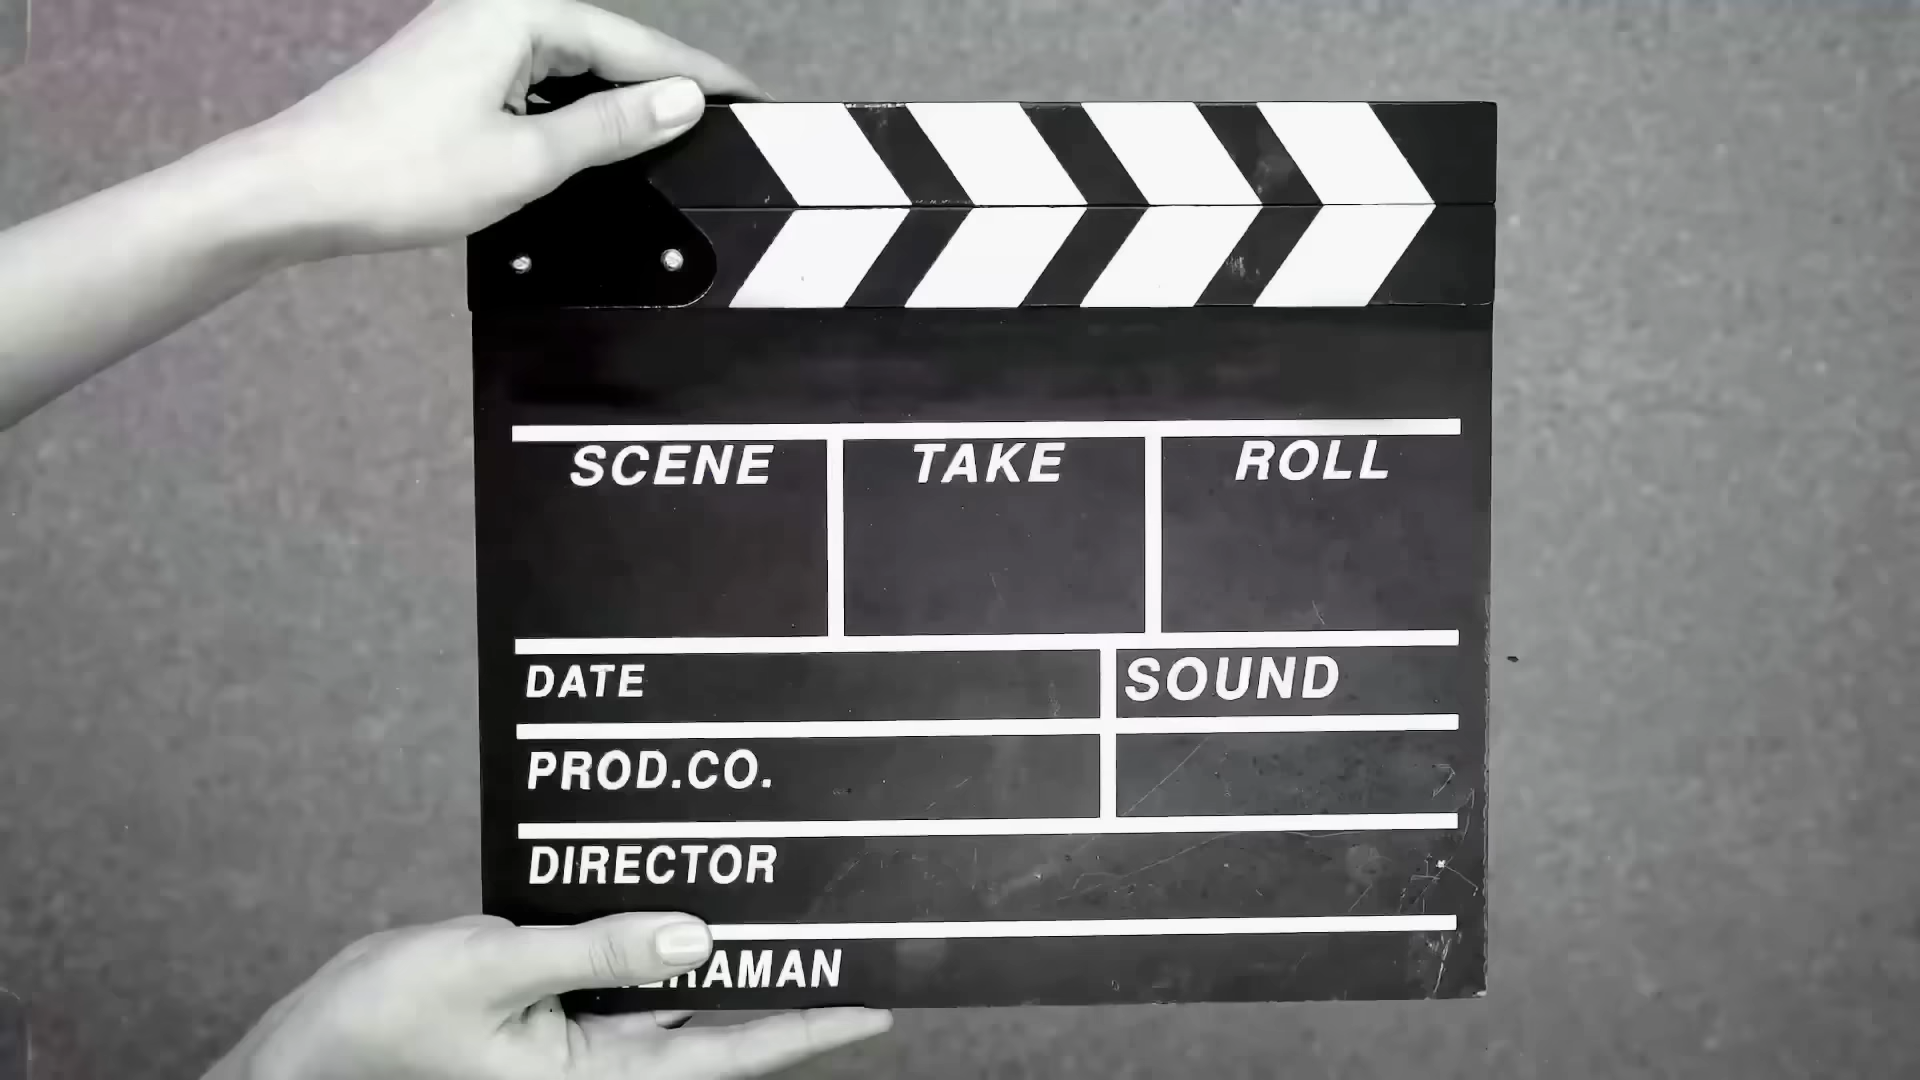 SCENE TAKE ROLL
DATE SOUND
PROD.CO.
DIRECTOR